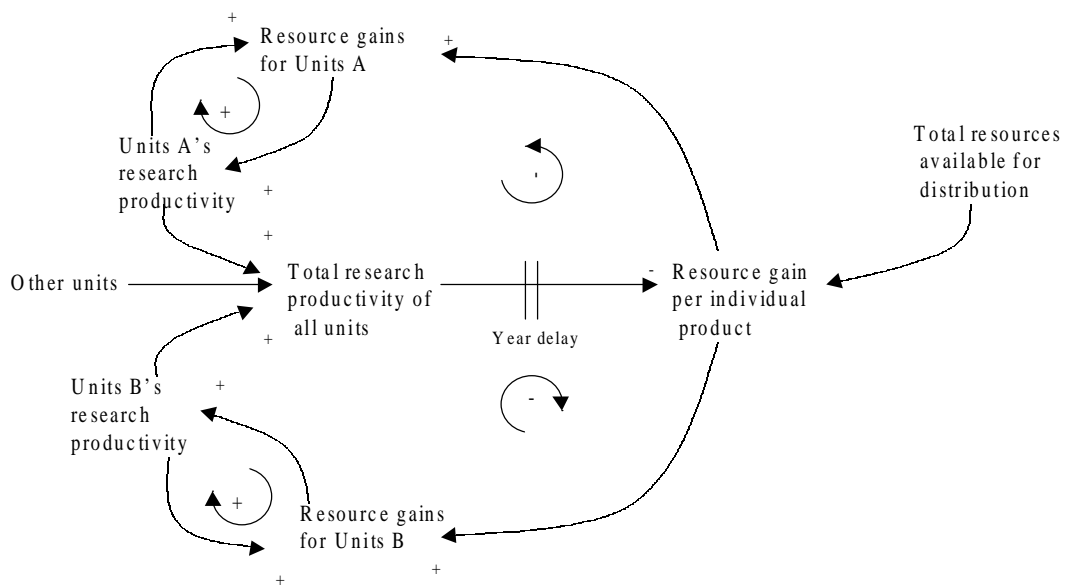 +
Resource gains
for Units A
+
+
Units A's
research
productivity
+
+
-
Total resources
available for
distribution
Other units
Total research
productivity of
all units
Year delay
-
Resource gain
per individual
product
+
Units B's
research
productivity
+
-
+
Resource gains
for Units B
+
+